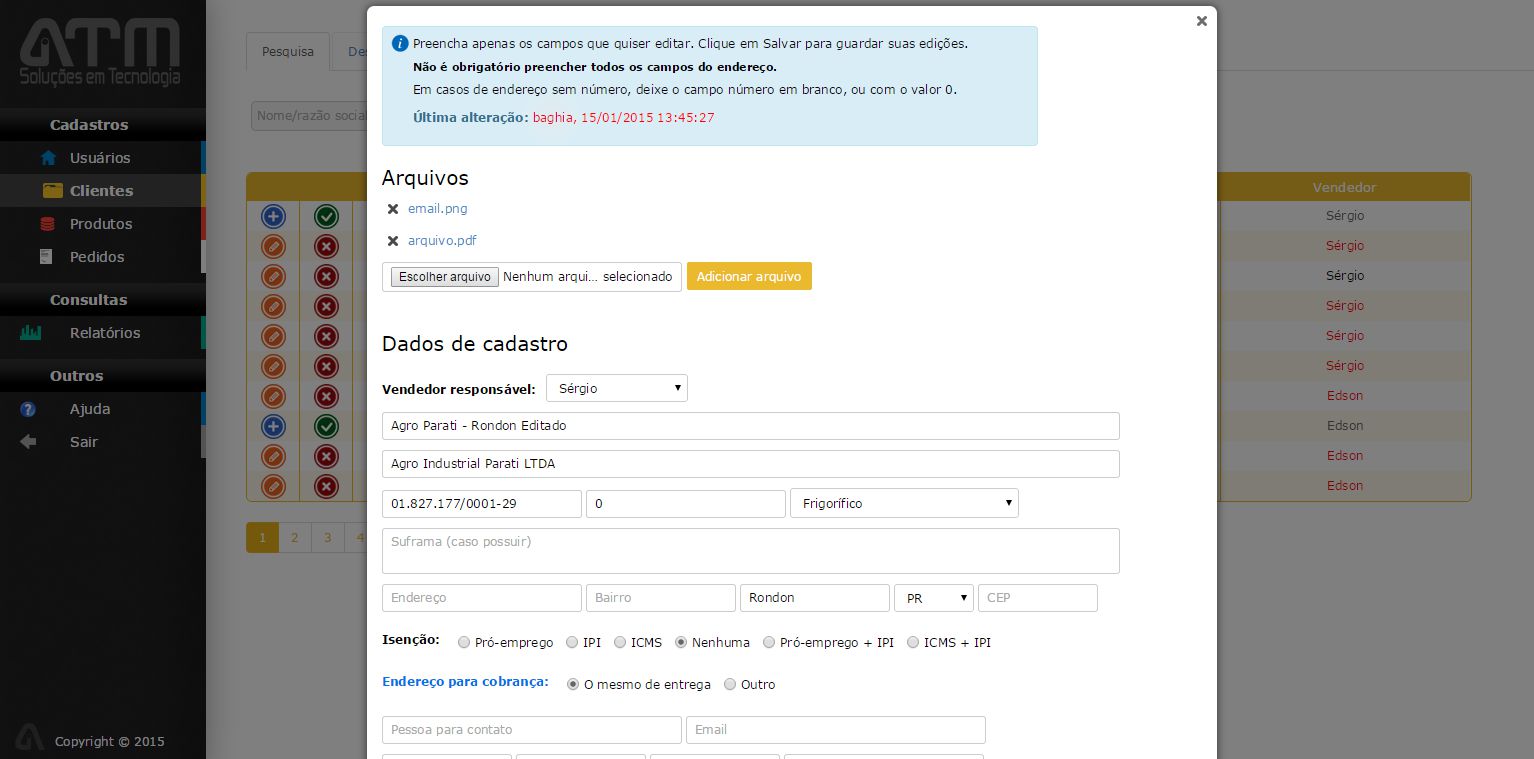 ATM
Soluções em Tecnologia
Cadastros
Usuários
Clientes
Produtos
Pedidos
Consultas
Relatórios
Outros
Ajuda
Sair
Copyright © 2015
Pesquisa
Nome/razão social
1 2 3 4
Preencha apenas os campos que quiser editar. Clique em Salvar para guardar suas edições.
Não é obrigatório preencher todos os campos do endereço.
Em casos de endereço sem número, deixe o campo número em branco, ou com o valor 0.
Última alteração: baghia, 15/01/2015 13:45:27
Arquivos
email.png
arquivo.pdf
Escolher arquivo Nenhum arqui... selecionado Adicionar arquivo
Dados de cadastro
Vendedor responsável: Sérgio
Agro Parati - Rondon Editado
Agro Industrial Parati LTDA
01.827.177/0001-29 0 Frigorífico
Suframa (caso possuir)
Endereço Bairro Rondon PR CEP
Isenção: Pró-emprego IPI ICMS Nenhuma Pró-emprego + IPI ICMS + IPI
Endereço para cobrança: O mesmo de entrega Outro
Pessoa para contato Email
Vendedor
Sérgio
Sérgio
Sérgio
Sérgio
Sérgio
Sérgio
Edson
Edson
Edson
Edson